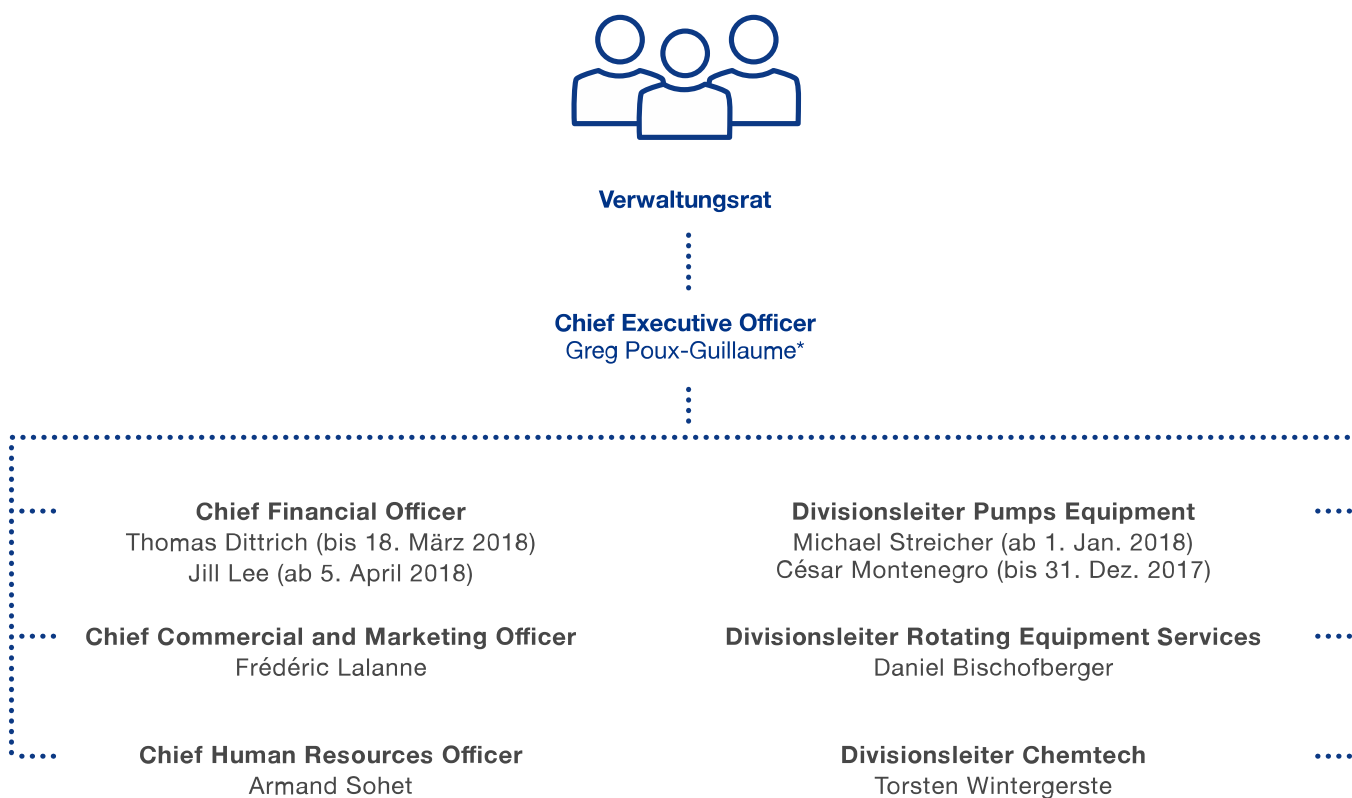 Verwaltungsrat
Chief Executive Officer
Greg Poux-Guillaume*
Chief Financial Officer
Thomas Dittrich (bis 18. März 2018)
Jill Lee (ab 5. April 2018)
Chief Commercial and Marketing Officer
Frédéric Lalanne
Chief Human Resources Officer
Armand Sohet
Divisionsleiter Pumps Equipment
Michael Streicher (ab 1. Jan. 2018)
César Montenegro (bis 31. Dez. 2017)
Divisionsleiter Rotating Equipment Services
Daniel Bischofberger
Divisionsleiter Chemtech
Torsten Wintergerste